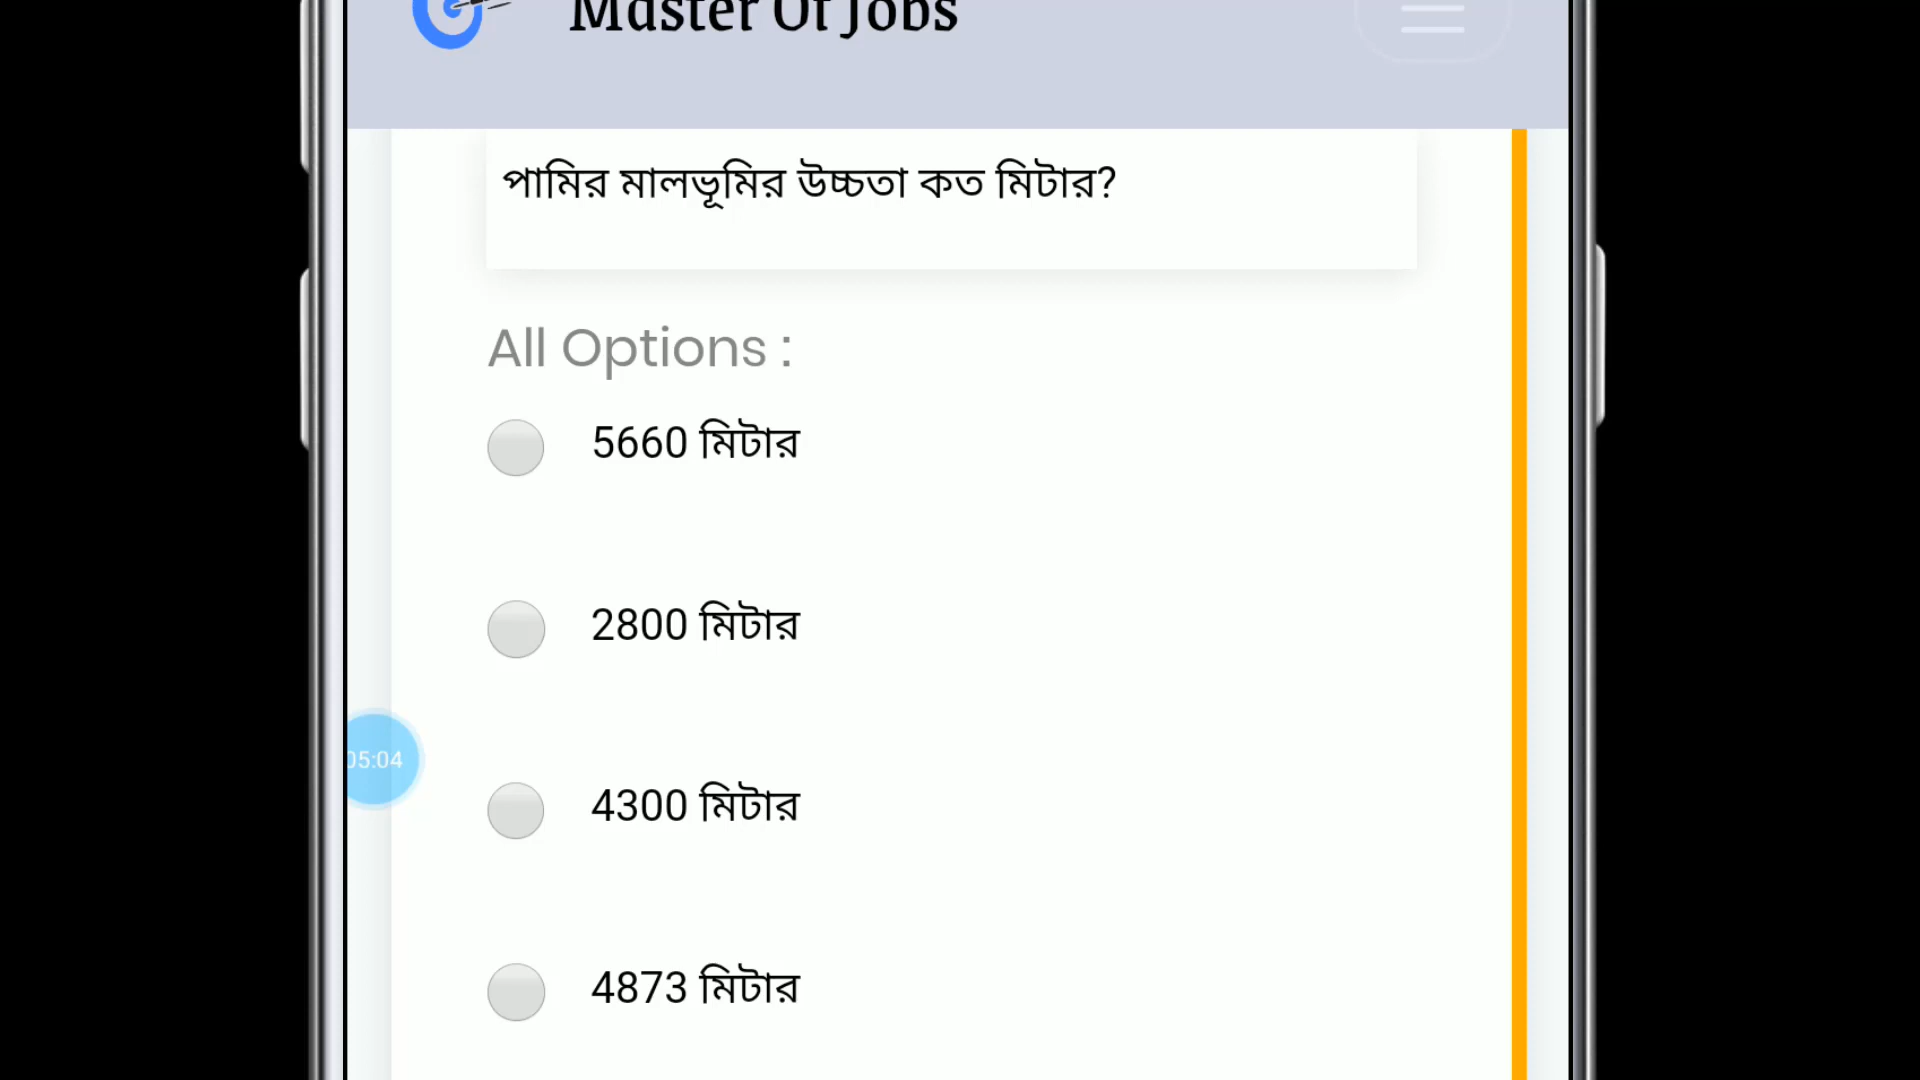 Master Of Jobs
পামির মালভূমির উচ্চতা কত মিটার?
All Options :
5660 মিটার
2800 মিটার
05:04
4300 মিটার
4873 মিটার